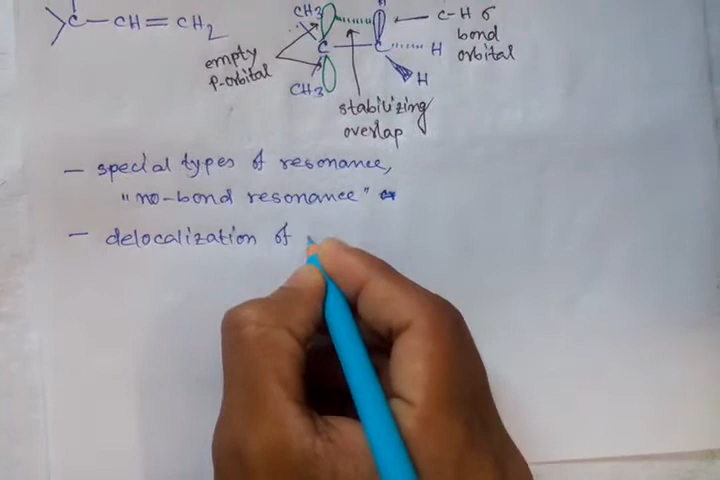 C — CH = CH2
CH3 C — H σ
bond
orbital
empty
p-orbital
C — C H
H
CH3
stabilizing
overlap
— special types of resonance,
"no-bond resonance"
— delocalization of